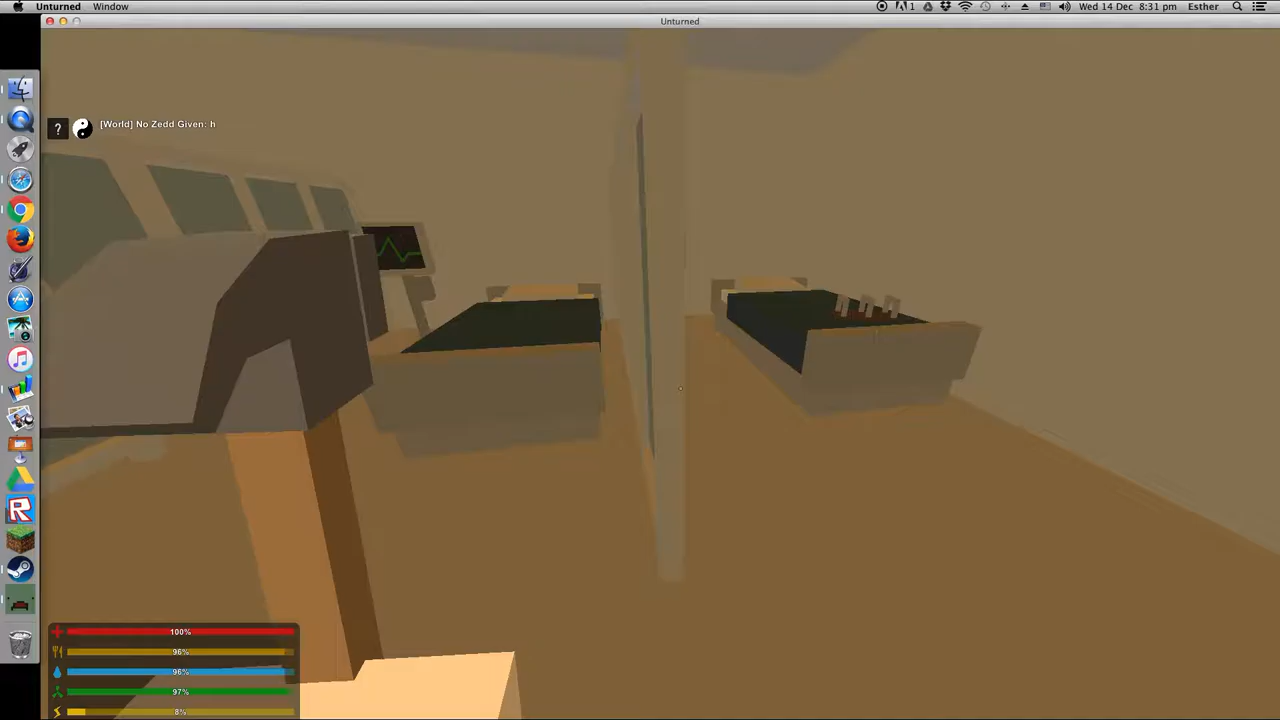 Unturned Window
1 Wed 14 Dec 8:31 pm Esther
Unturned
? [World] No Zedd Given: h
100%
96%
96%
97%
8%